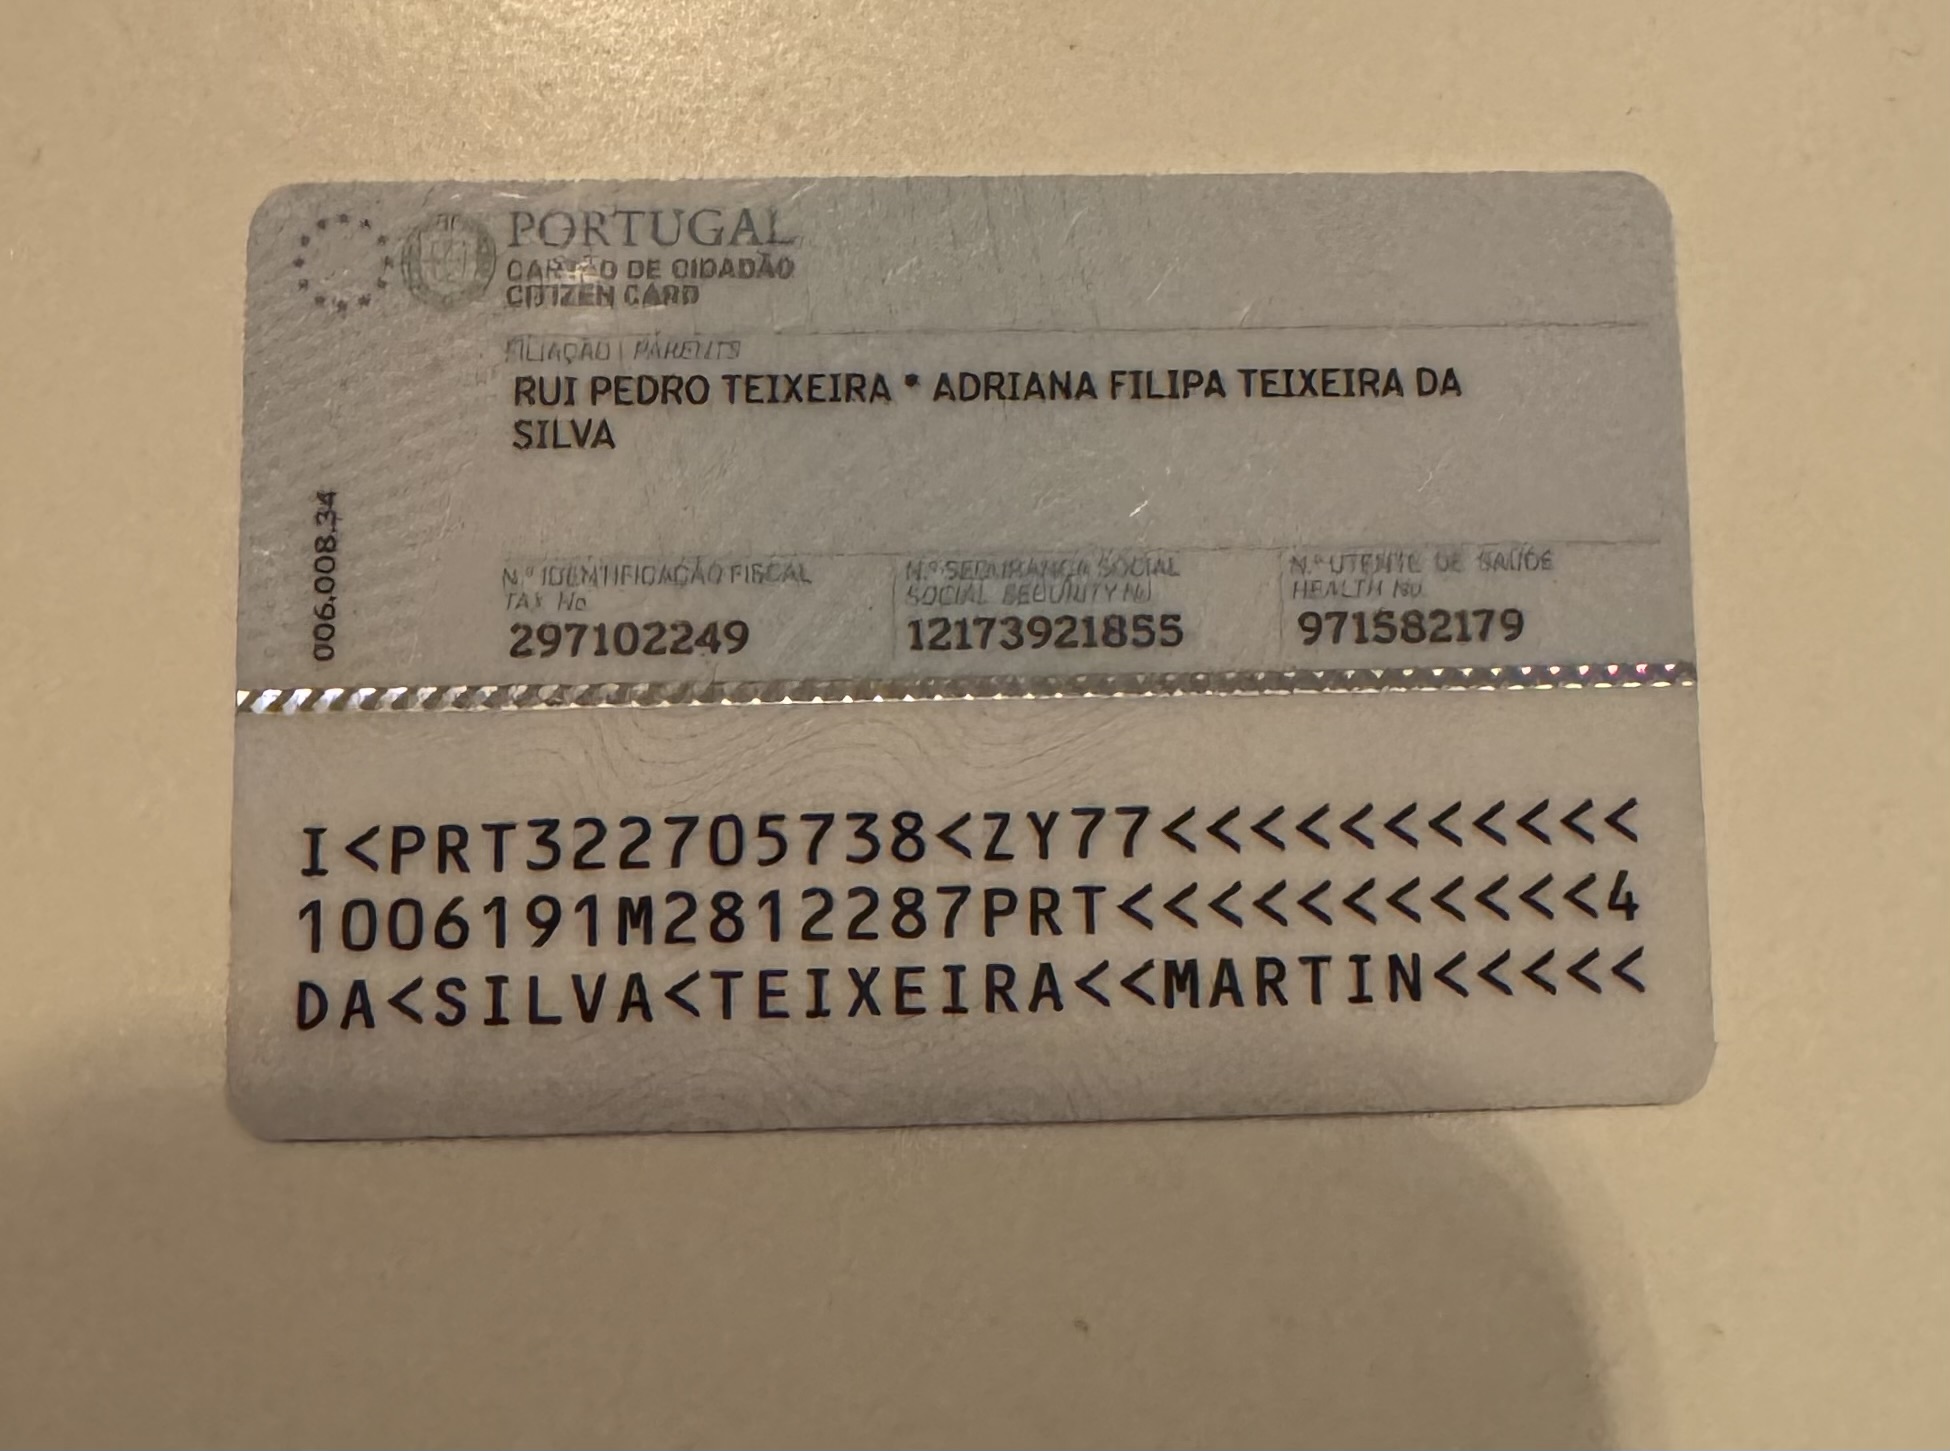 PORTUGAL
CARTÃO DE CIDADÃO
CITIZEN CARD
FILIAÇÃO | PARENTS
RUI PEDRO TEIXEIRA * ADRIANA FILIPA TEIXEIRA DA
SILVA
006.008.34
N.º IDENTIFICAÇÃO FISCAL
TAX No
297102249
N.º SEGURANÇA SOCIAL
SOCIAL SECURITY No
12173921855
N.º UTENTE DE SAÚDE
HEALTH No
971582179
I<PRT322705738<ZY77<<<<<<<<<<<
1006191M2812287PRT<<<<<<<<<<<4
DA<SILVA<TEIXEIRA<<MARTIN<<<<<